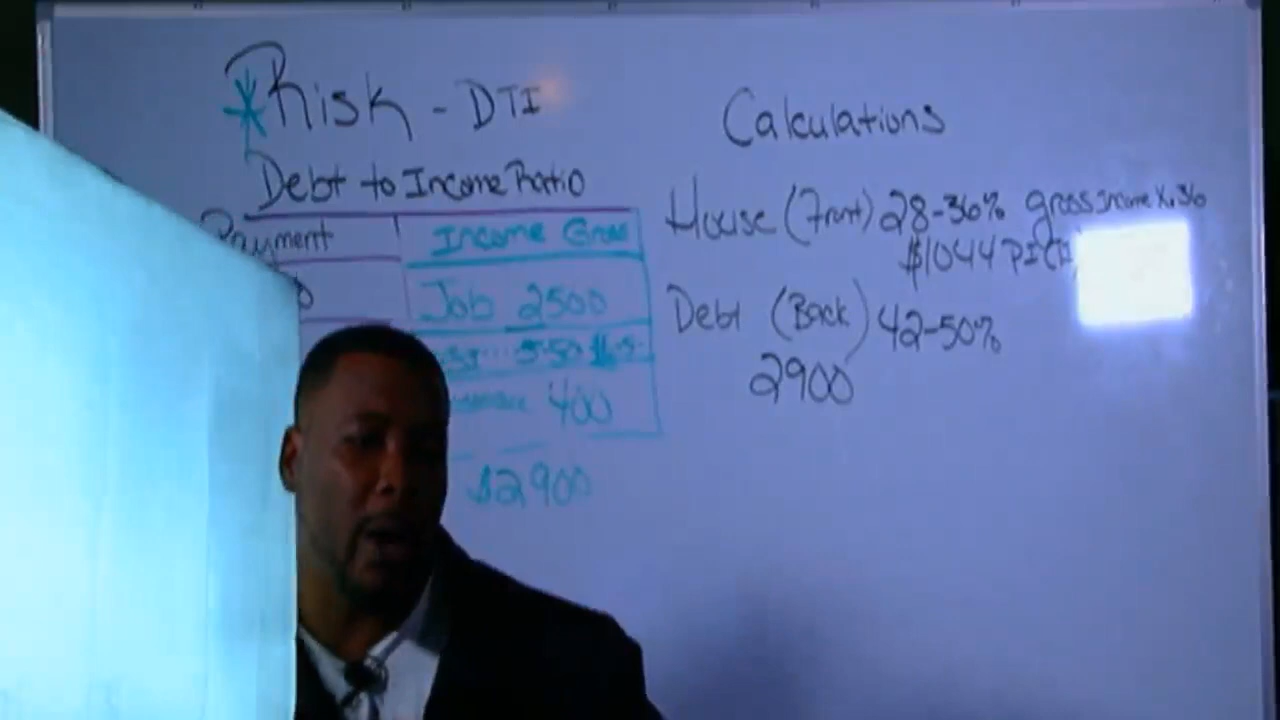 *Risk - DTI
Debt to Income Ratio
Payment
Income Gross
Job 2500
400
$2900
Calculations
House (Front) 28-36% gross income X.36
$1044 PI
Debt (Back) 42-50%
2900